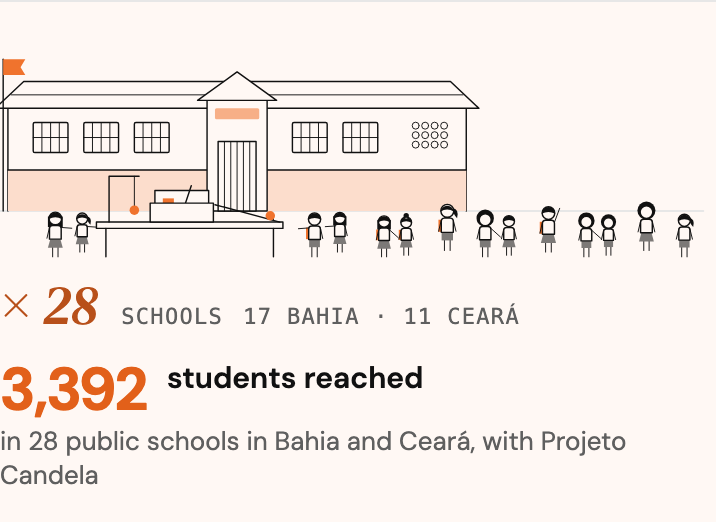 × 28 SCHOOLS 17 BAHIA · 11 CEARÁ
3,392 students reached
in 28 public schools in Bahia and Ceará, with Projeto
Candela